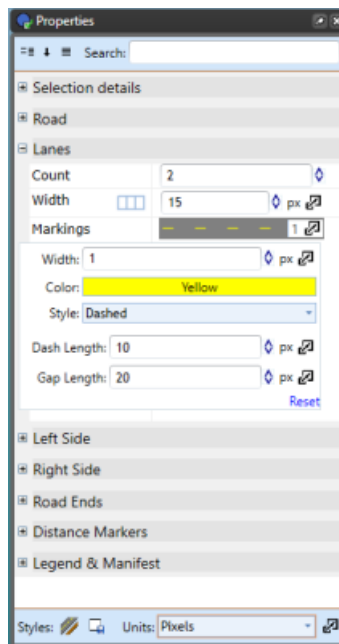 Properties
Search:
Selection details
Road
Lanes
Count 2
Width 15 px
Markings 1
Width: 1 px
Color: Yellow
Style: Dashed
Dash Length: 10 px
Gap Length: 20 px
Reset
Left Side
Right Side
Road Ends
Distance Markers
Legend & Manifest
Styles: Units: Pixels